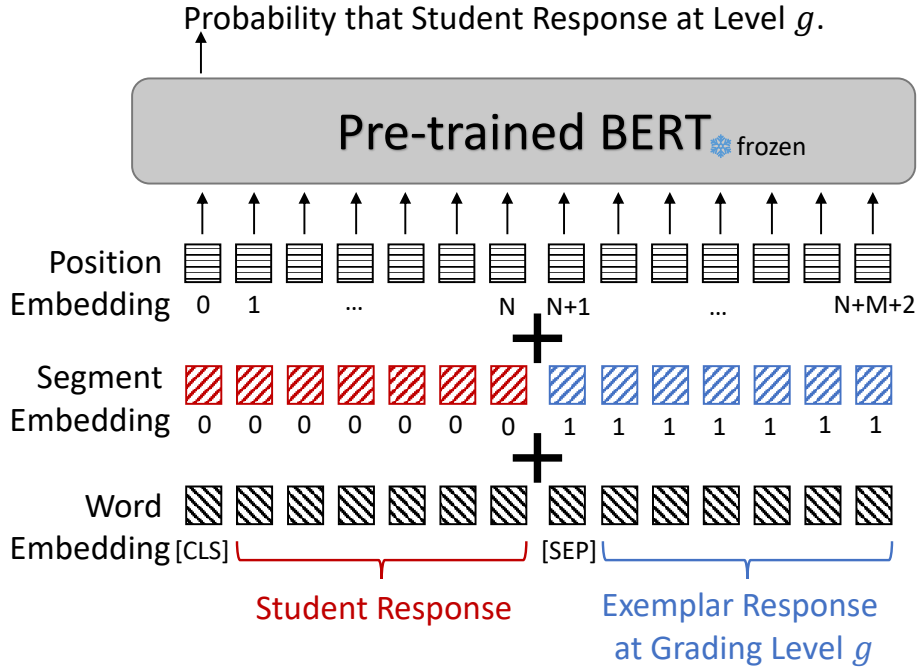 Probability that Student Response at Level g.
Pre-trained BERT frozen
Position
Embedding
0 1 ... N N+1 ... N+M+2
+
Segment
Embedding
0 0 0 0 0 0 0 1 1 1 1 1 1 1
+
Word
Embedding
[CLS] [SEP]
Student Response
Exemplar Response
at Grading Level g